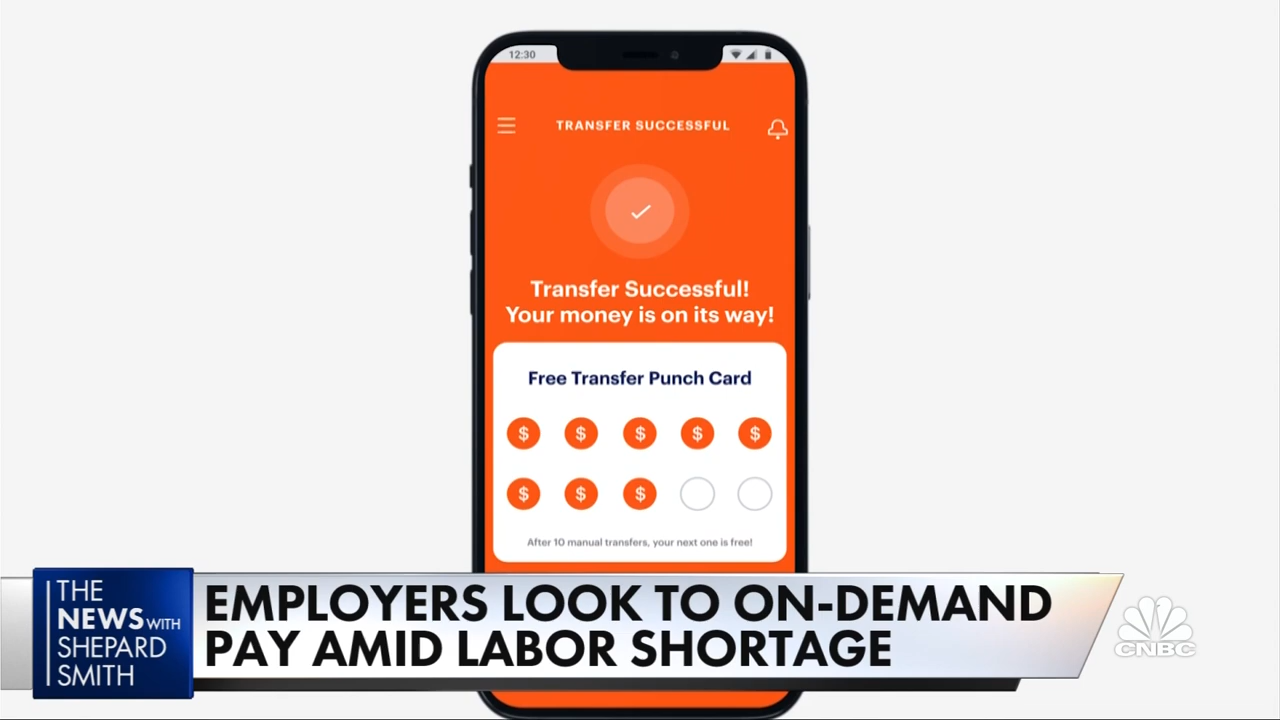 12:30
TRANSFER SUCCESSFUL
Transfer Successful!
Your money is on its way!
Free Transfer Punch Card
$ $ $ $ $
$ $ $
After 10 manual transfers, your next one is free!
THE
NEWS WITH
SHEPARD
SMITH
EMPLOYERS LOOK TO ON-DEMAND
PAY AMID LABOR SHORTAGE
CNBC